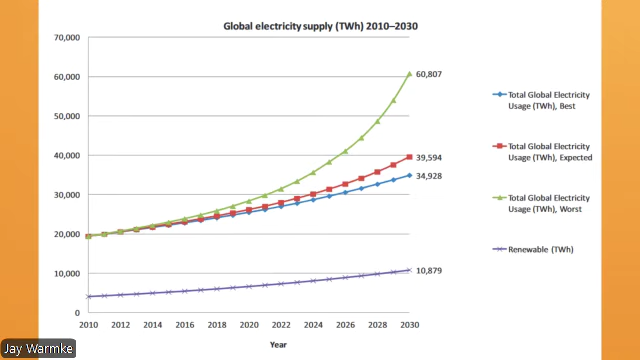 Global electricity supply (TWh) 2010–2030
70,000
60,000
50,000
40,000
30,000
20,000
10,000
0
60,807
39,594
34,928
10,879
2010 2012 2014 2016 2018 2020 2022 2024 2026 2028 2030
Year
Total Global Electricity
Usage (TWh), Best
Total Global Electricity
Usage (TWh), Expected
Total Global Electricity
Usage (TWh), Worst
Renewable (TWh)
Jay Warmke